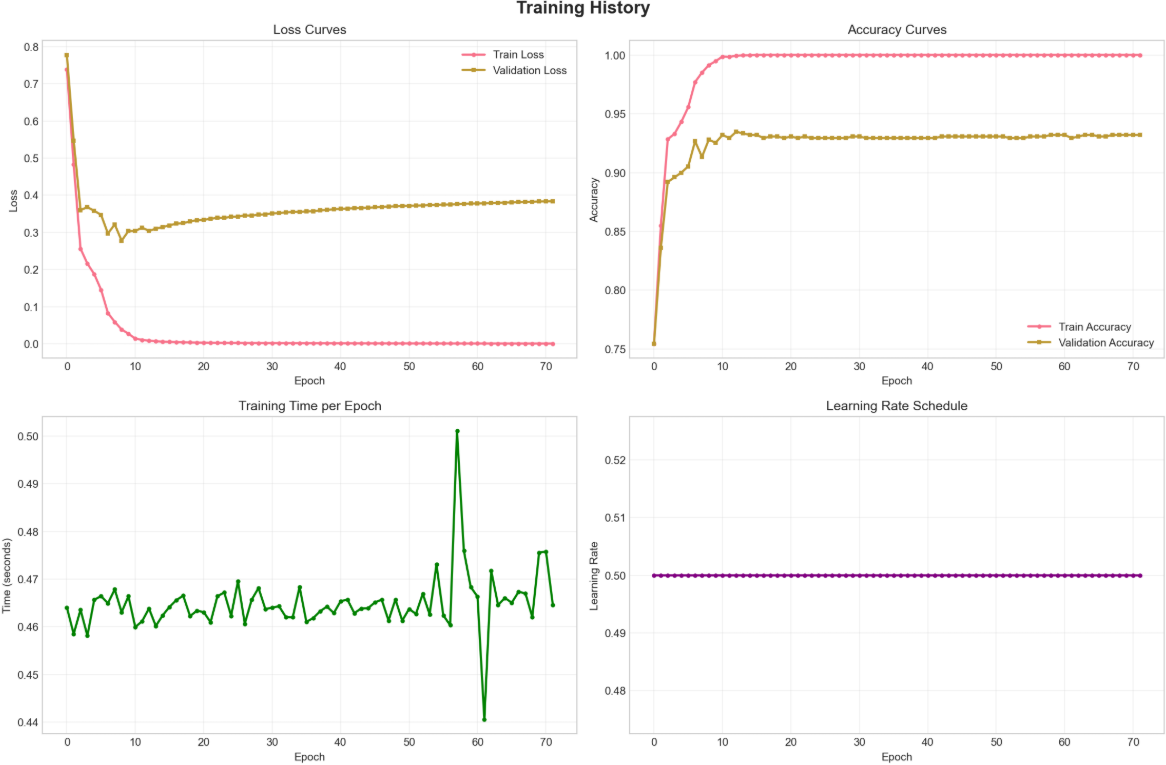 Training History
Loss Curves
0.8
0.7
0.6
0.5
0.4
0.3
0.2
0.1
0.0
Loss
Train Loss
Validation Loss
0 10 20 30 40 50 60 70
Epoch
Accuracy Curves
1.00
0.95
0.90
0.85
0.80
0.75
Accuracy
Train Accuracy
Validation Accuracy
0 10 20 30 40 50 60 70
Epoch
Training Time per Epoch
0.50
0.49
0.48
0.47
0.46
0.45
0.44
Time (seconds)
0 10 20 30 40 50 60 70
Epoch
Learning Rate Schedule
0.52
0.51
0.50
0.49
0.48
Learning Rate
0 10 20 30 40 50 60 70
Epoch